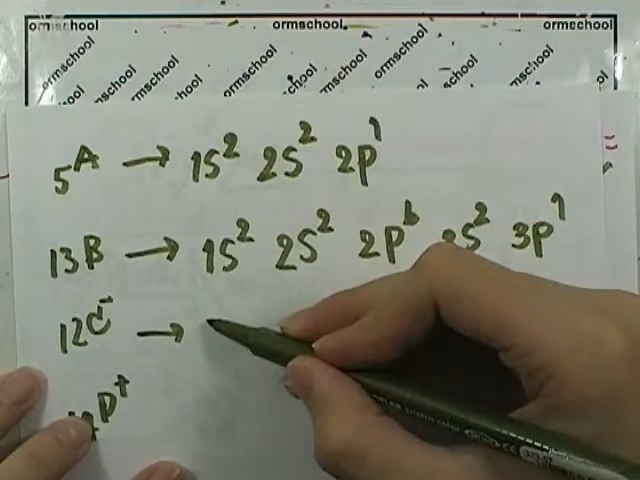 ormschool ormschool ormschool
ormschool ormschool
ormschool ormschool ormschool ormschool
5A → 1S² 2S² 2P¹
13B → 1S² 2S² 2P⁶ 3S² 3P¹
12C⁻ →
P⁺